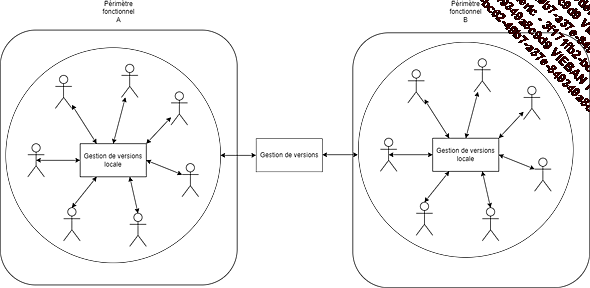 Périmètre
fonctionnel
A
Périmètre
fonctionnel
B
Gestion de versions
locale
Gestion de versions
Gestion de versions
locale